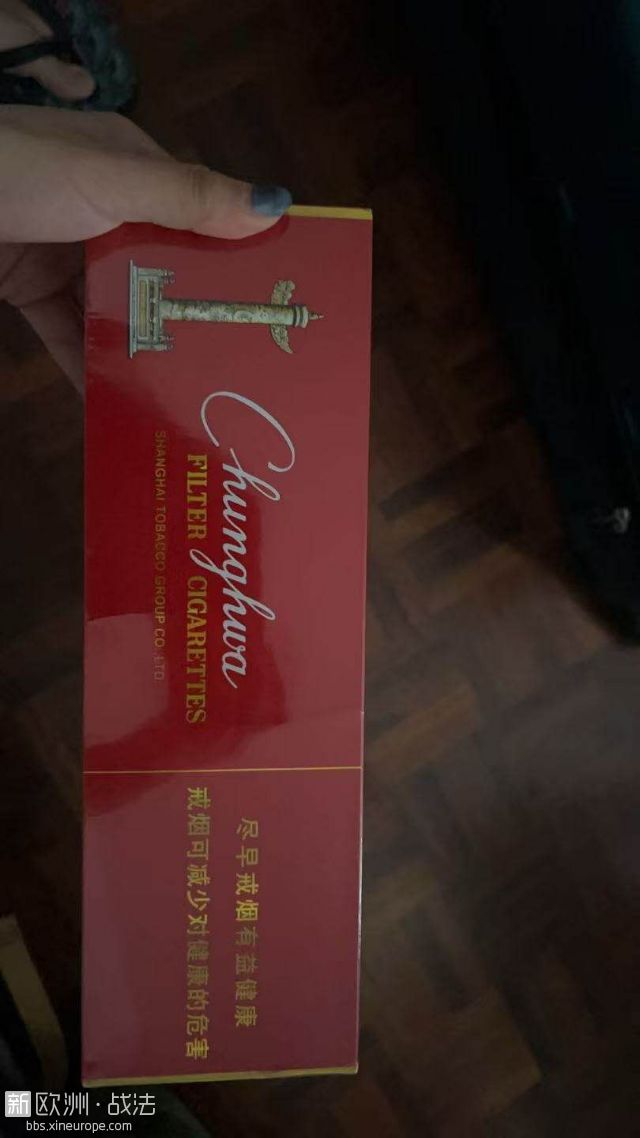 Chunghwa
FILTER CIGARETTES
SHANGHAI TOBACCO GROUP CO.,LTD.
尽早戒烟有益健康
戒烟可减少对健康的危害
新欧洲·战法
bbs.xineurope.com